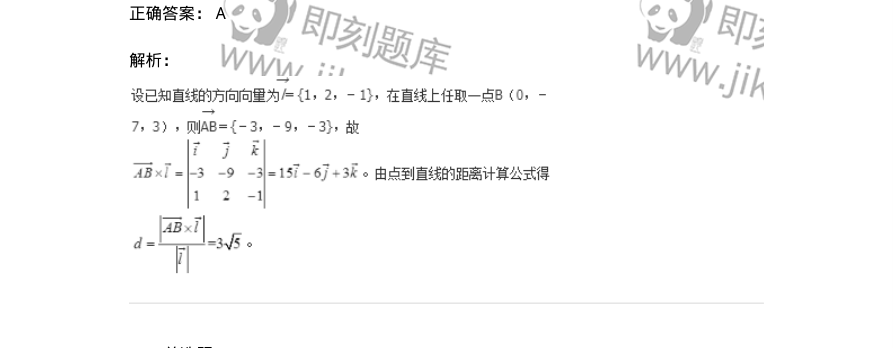 正确答案： A
即刻题库
即
www.ji
www.jik
解析：
设已知直线的方向向量为l⃗={1，2，－1}，在直线上任取一点B（0，－
7，3），则AB⃗={－3，－9，－3}，故
AB⃗×l⃗ = |i⃗ j⃗ k⃗; -3 -9 -3; 1 2 -1| = 15i⃗ - 6j⃗ + 3k⃗。由点到直线的距离计算公式得
d = |AB⃗×l⃗| / |l⃗| =3√5。